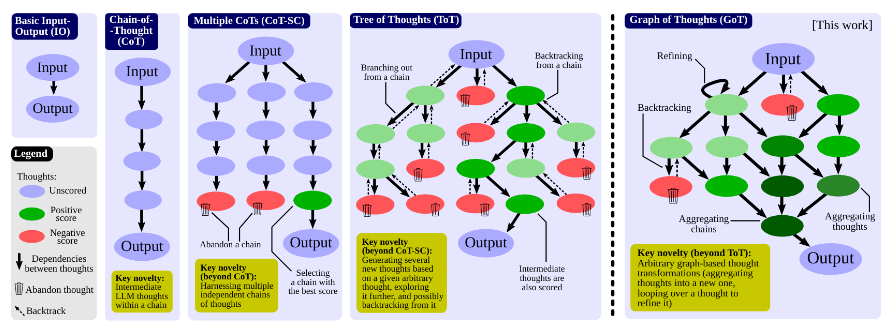 Basic Input-
Output (IO)
Input
Output
Legend
Thoughts:
Unscored
Positive
score
Negative
score
Dependencies
between thoughts
Abandon thought
Backtrack
Chain-of-
-Thought
(CoT)
Input
Output
Key novelty:
Intermediate
LLM thoughts
within a chain
Multiple CoTs (CoT-SC)
Input
Abandon a chain
Output
Selecting
a chain with
the best score
Key novelty
(beyond CoT):
Harnessing multiple
independent chains
of thoughts
Tree of Thoughts (ToT)
Input
Branching out
from a chain
Backtracking
from a chain
Output
Intermediate
thoughts are
also scored
Key novelty
(beyond CoT-SC):
Generating several
new thoughts based
on a given arbitrary
thought, exploring
it further, and possibly
backtracking from it
Graph of Thoughts (GoT)
[This work]
Refining
Input
Backtracking
Aggregating
chains
Aggregating
thoughts
Output
Key novelty (beyond ToT):
Arbitrary graph-based thought
transformations (aggregating
thoughts into a new one,
looping over a thought to
refine it)